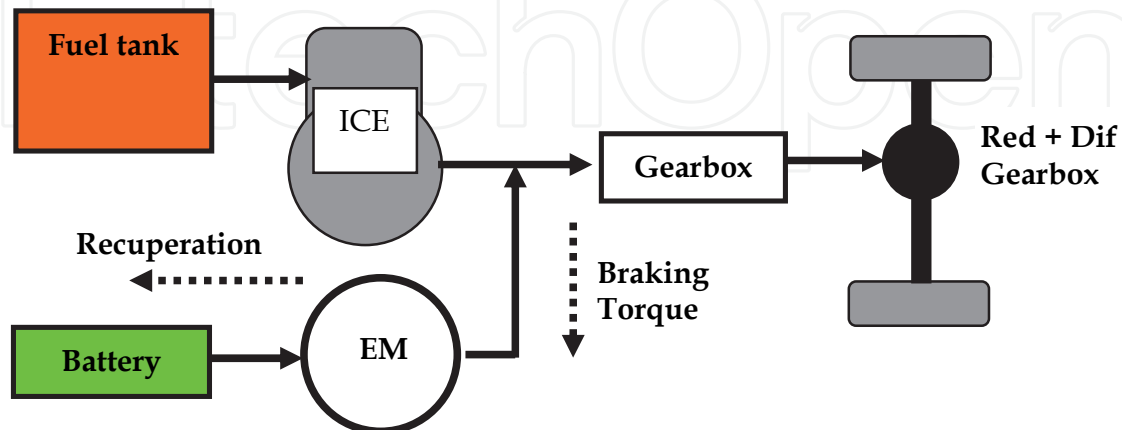 Fuel tank
ICE
Gearbox
Red + Dif
Gearbox
Recuperation
Braking
Torque
Battery
EM